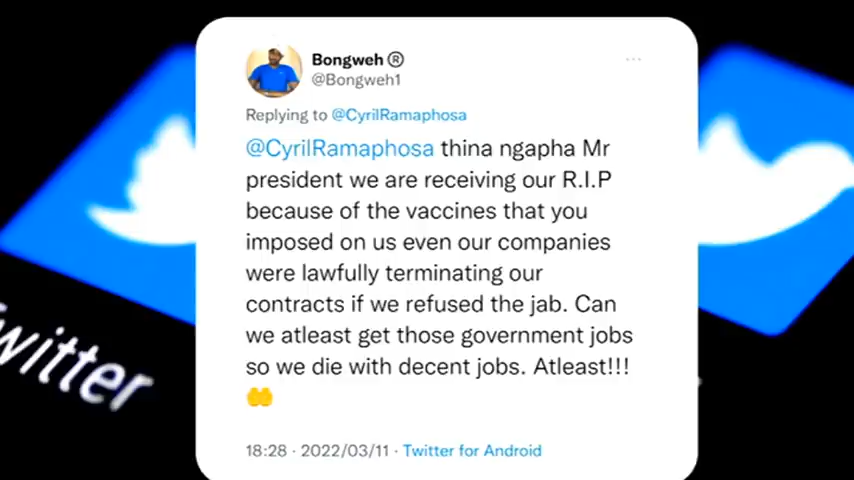 Bongweh ®
@Bongweh1
Replying to @CyrilRamaphosa
@CyrilRamaphosa thina ngapha Mr
president we are receiving our R.I.P
because of the vaccines that you
imposed on us even our companies
were lawfully terminating our
contracts if we refused the jab. Can
we atleast get those government jobs
so we die with decent jobs. Atleast!!!
🤲
18:28 · 2022/03/11 · Twitter for Android
witter